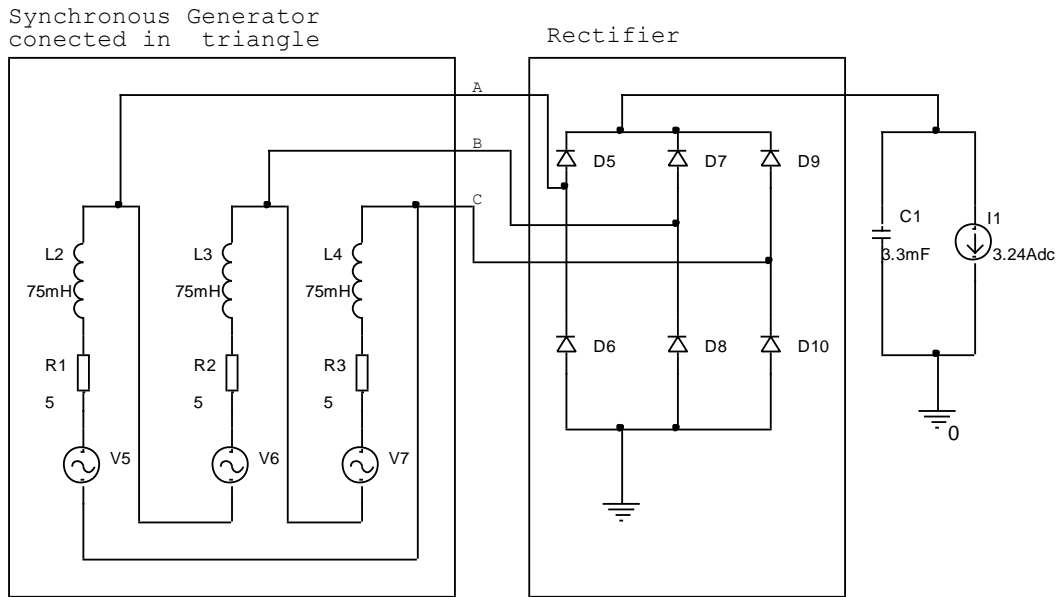 Synchronous Generator
conected in triangle
Rectifier
A
B
C
D5
D7
D9
L2
75mH
L3
75mH
L4
75mH
C1
3.3mF
I1
3.24Adc
R1
5
R2
5
R3
5
D6
D8
D10
V5
V6
V7
0